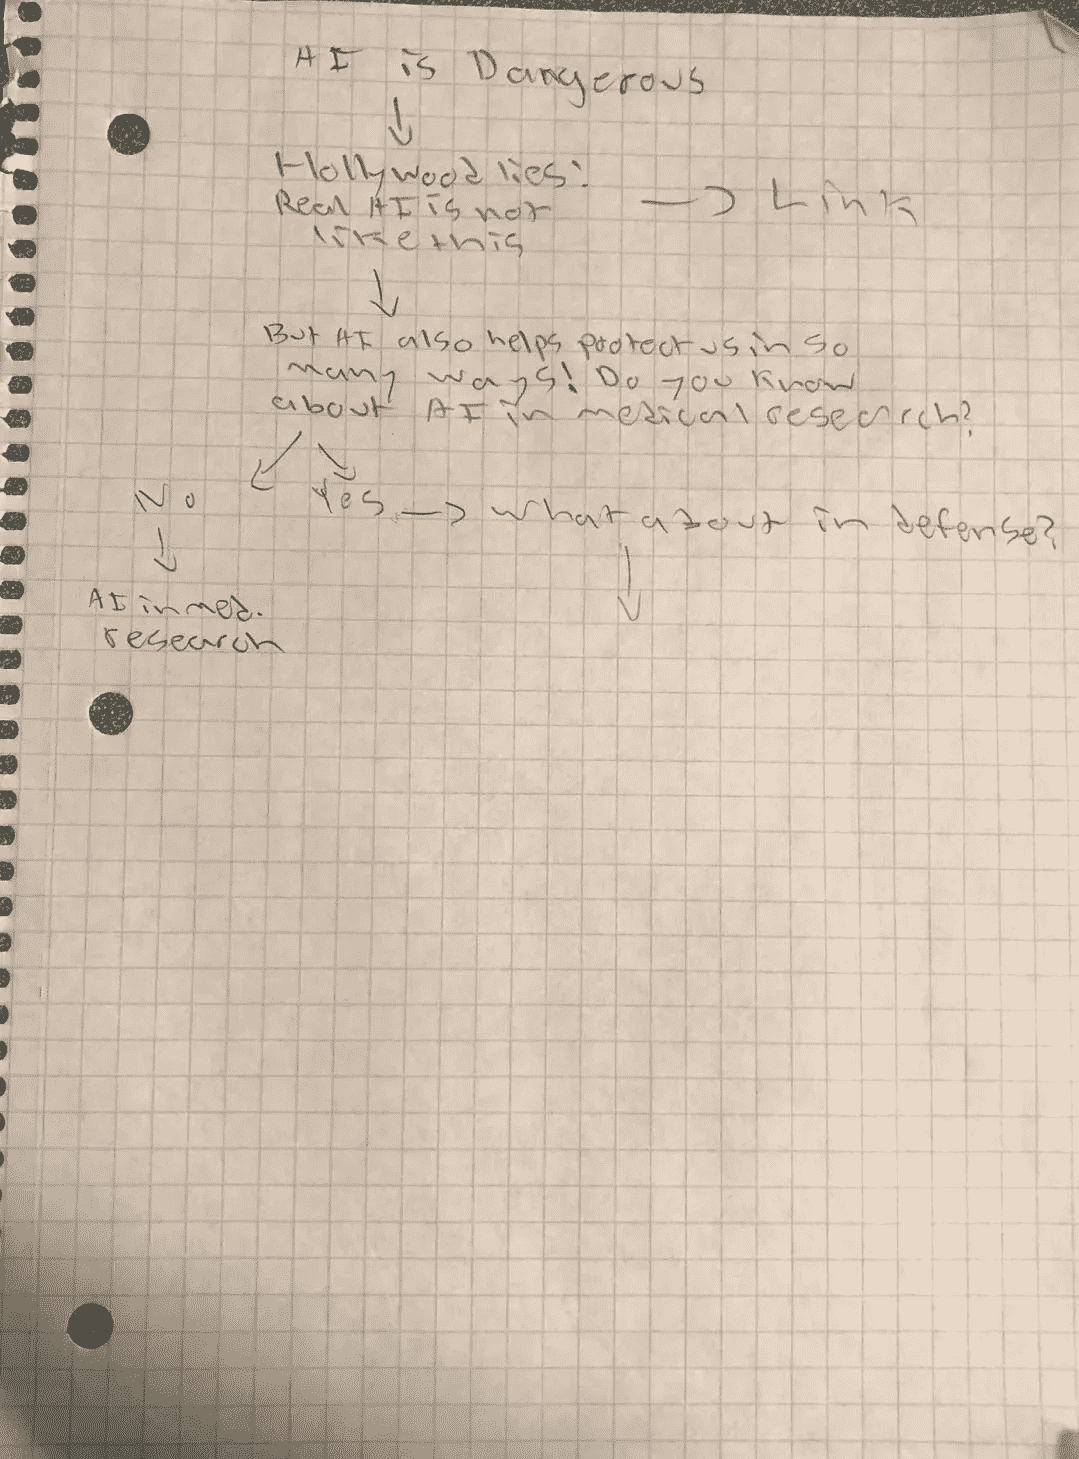 AI is Dangerous
Hollywood lies!
Real AI is not
like this
Link
But AI also helps protect us in so
many ways! Do you know
about AI in medical research?
No
Yes
What about in defense?
AI in med.
research